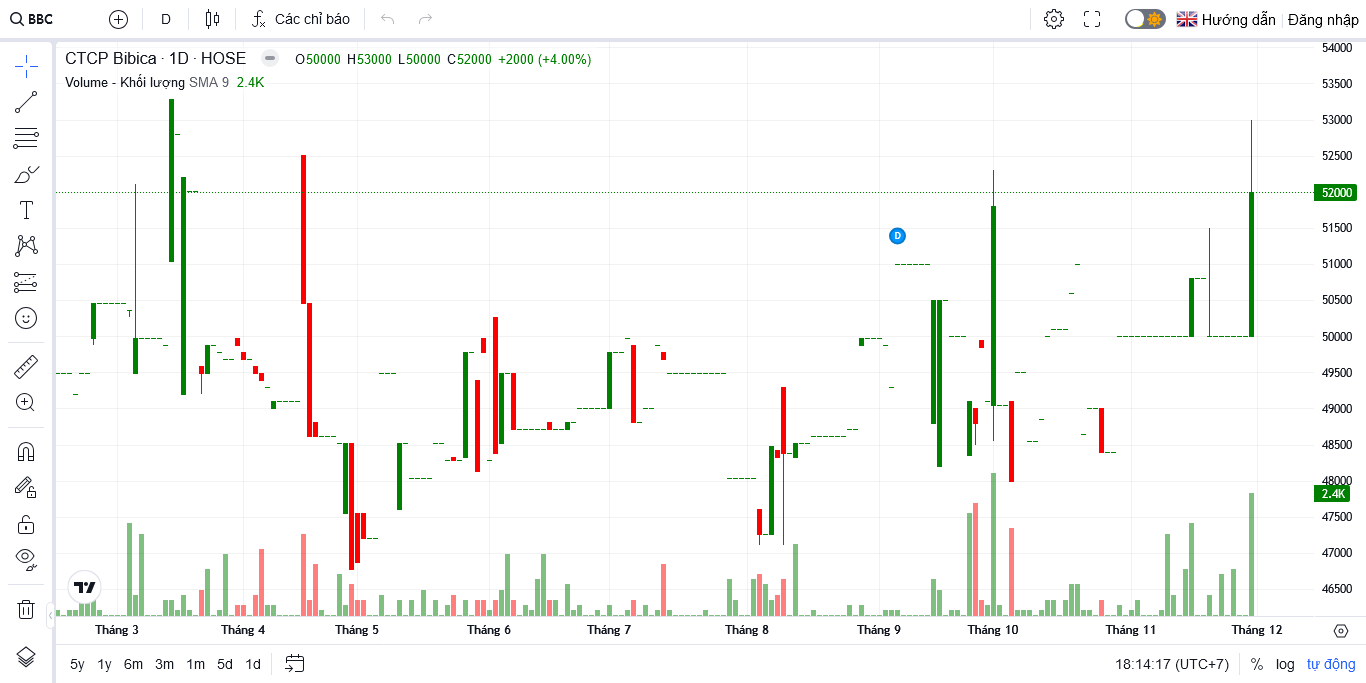 BBC D Các chỉ báo Hướng dẫn Đăng nhập
CTCP Bibica · 1D · HOSE O50000 H53000 L50000 C52000 +2000 (+4.00%)
Volume - Khối lượng SMA 9 2.4K
54000
53500
53000
52500
52000
51500
51000
50500
50000
49500
49000
48500
48000
2.4K
47500
47000
46500
D
Tháng 3 Tháng 4 Tháng 5 Tháng 6 Tháng 7 Tháng 8 Tháng 9 Tháng 10 Tháng 11 Tháng 12
5y 1y 6m 3m 1m 5d 1d 18:14:17 (UTC+7) % log tự động